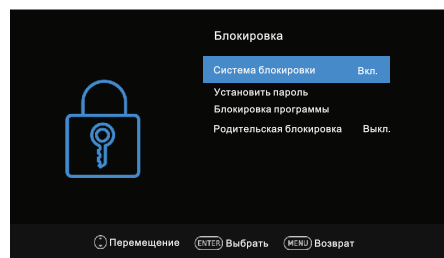 Блокировка
Система блокировки Вкл.
Установить пароль
Блокировка программы
Родительская блокировка Выкл.
Перемещение ENTER Выбрать MENU Возврат